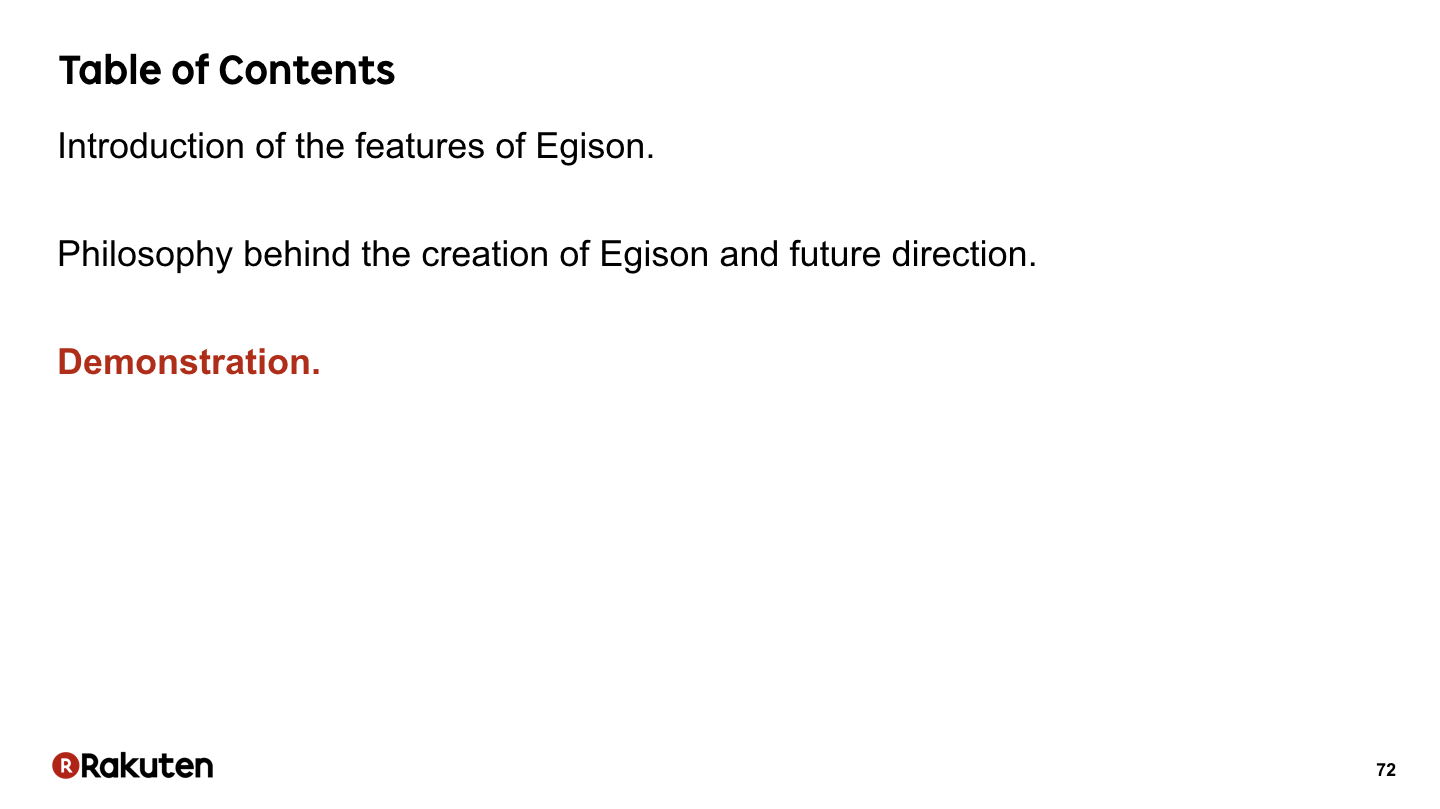 Table of Contents
Introduction of the features of Egison.
Philosophy behind the creation of Egison and future direction.
Demonstration.
R Rakuten
72